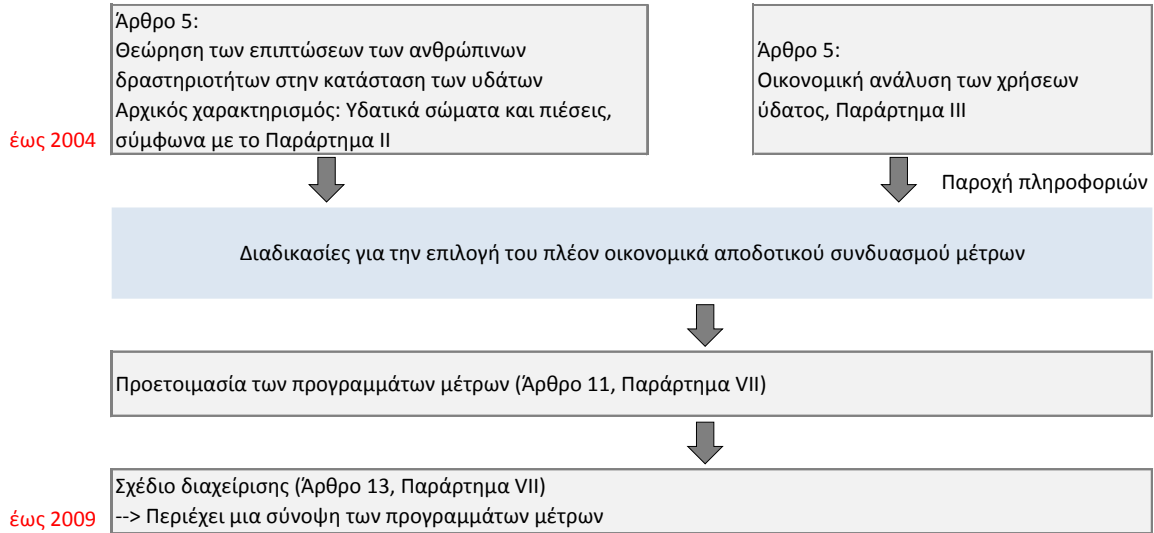 Άρθρο 5:
Θεώρηση των επιπτώσεων των ανθρώπινων
δραστηριοτήτων στην κατάσταση των υδάτων
Αρχικός χαρακτηρισμός: Υδατικά σώματα και πιέσεις,
σύμφωνα με το Παράρτημα ΙΙ
Άρθρο 5:
Οικονομική ανάλυση των χρήσεων
ύδατος, Παράρτημα ΙΙΙ
έως 2004
Παροχή πληροφοριών
Διαδικασίες για την επιλογή του πλέον οικονομικά αποδοτικού συνδυασμού μέτρων
Προετοιμασία των προγραμμάτων μέτρων (Άρθρο 11, Παράρτημα VII)
Σχέδιο διαχείρισης (Άρθρο 13, Παράρτημα VII)
--> Περιέχει μια σύνοψη των προγραμμάτων μέτρων
έως 2009